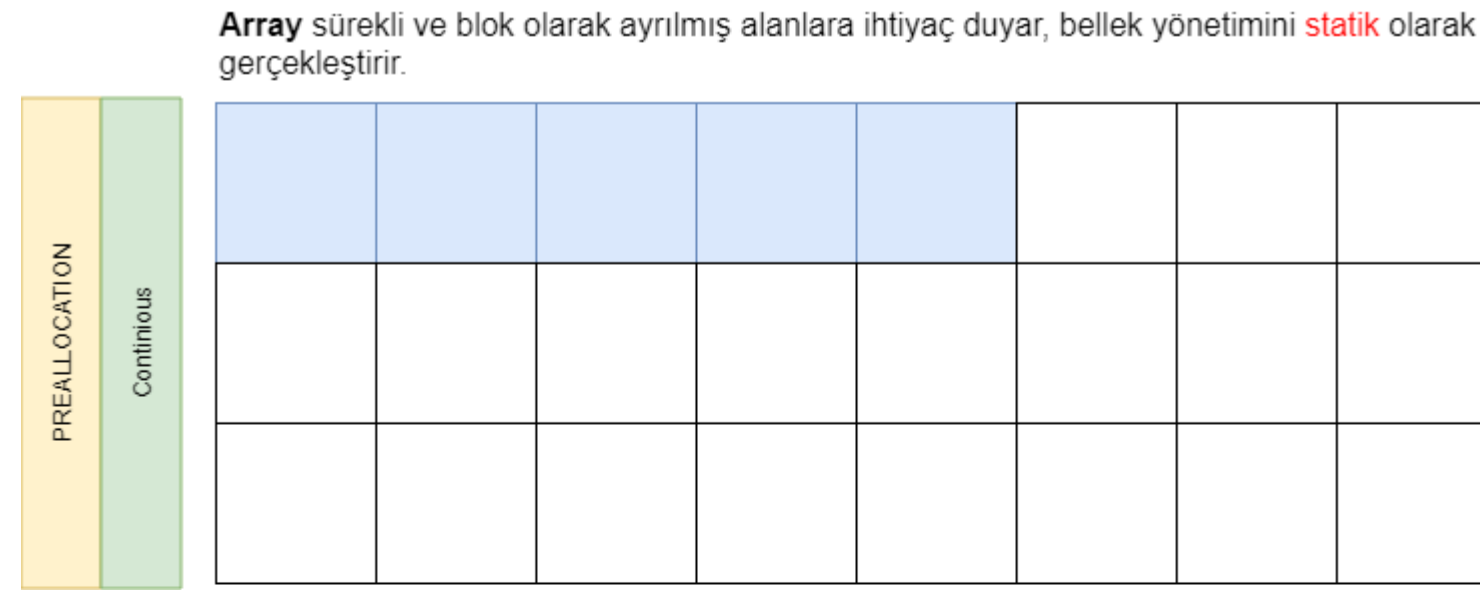 Array sürekli ve blok olarak ayrılmış alanlara ihtiyaç duyar, bellek yönetimini statik olarak
gerçekleştirir.
PREALLOCATION
Continious